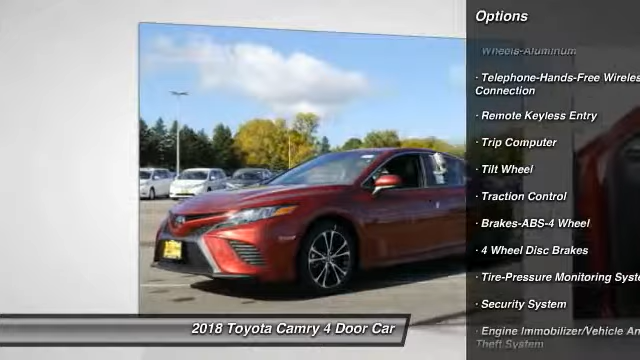 Options
· Wheels-Aluminum
· Telephone-Hands-Free Wireles
Connection
· Remote Keyless Entry
· Trip Computer
· Tilt Wheel
· Traction Control
· Brakes-ABS-4 Wheel
· 4 Wheel Disc Brakes
· Tire-Pressure Monitoring Syste
· Security System
· Engine Immobilizer/Vehicle An
Theft System
2018 Toyota Camry 4 Door Car